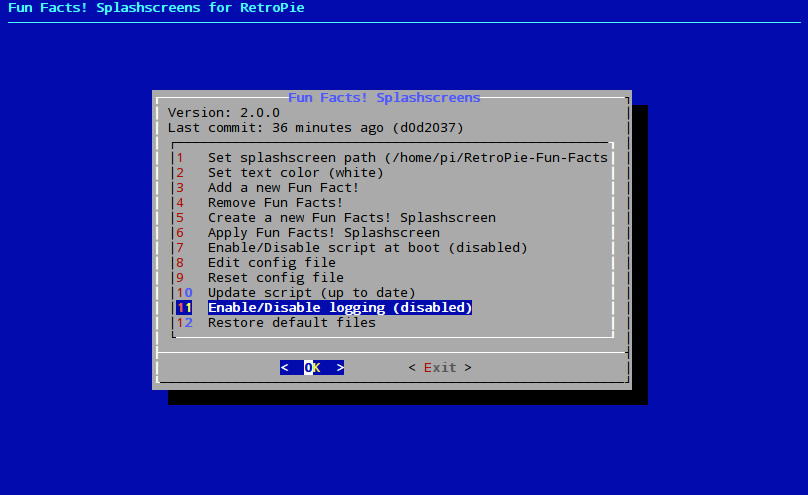 Fun Facts! Splashscreens for RetroPie
Fun Facts! Splashscreens
Version: 2.0.0
Last commit: 36 minutes ago (d0d2037)
1 Set splashscreen path (/home/pi/RetroPie-Fun-Facts
2 Set text color (white)
3 Add a new Fun Fact!
4 Remove Fun Facts!
5 Create a new Fun Facts! Splashscreen
6 Apply Fun Facts! Splashscreen
7 Enable/Disable script at boot (disabled)
8 Edit config file
9 Reset config file
10 Update script (up to date)
11 Enable/Disable logging (disabled)
12 Restore default files
< OK > < Exit >